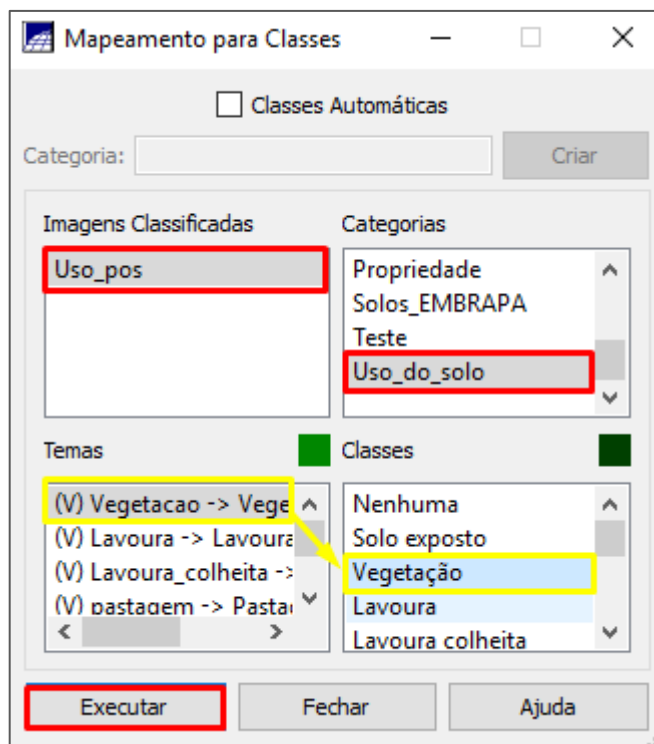 Mapeamento para Classes
Classes Automáticas
Categoria:
Criar
Imagens Classificadas
Uso_pos
Categorias
Propriedade
Solos_EMBRAPA
Teste
Uso_do_solo
Temas
(V) Vegetacao -> Vege
(V) Lavoura -> Lavoura
(V) Lavoura_colheita ->
(V) pastagem -> Pasta
Classes
Nenhuma
Solo exposto
Vegetação
Lavoura
Lavoura colheita
Executar
Fechar
Ajuda